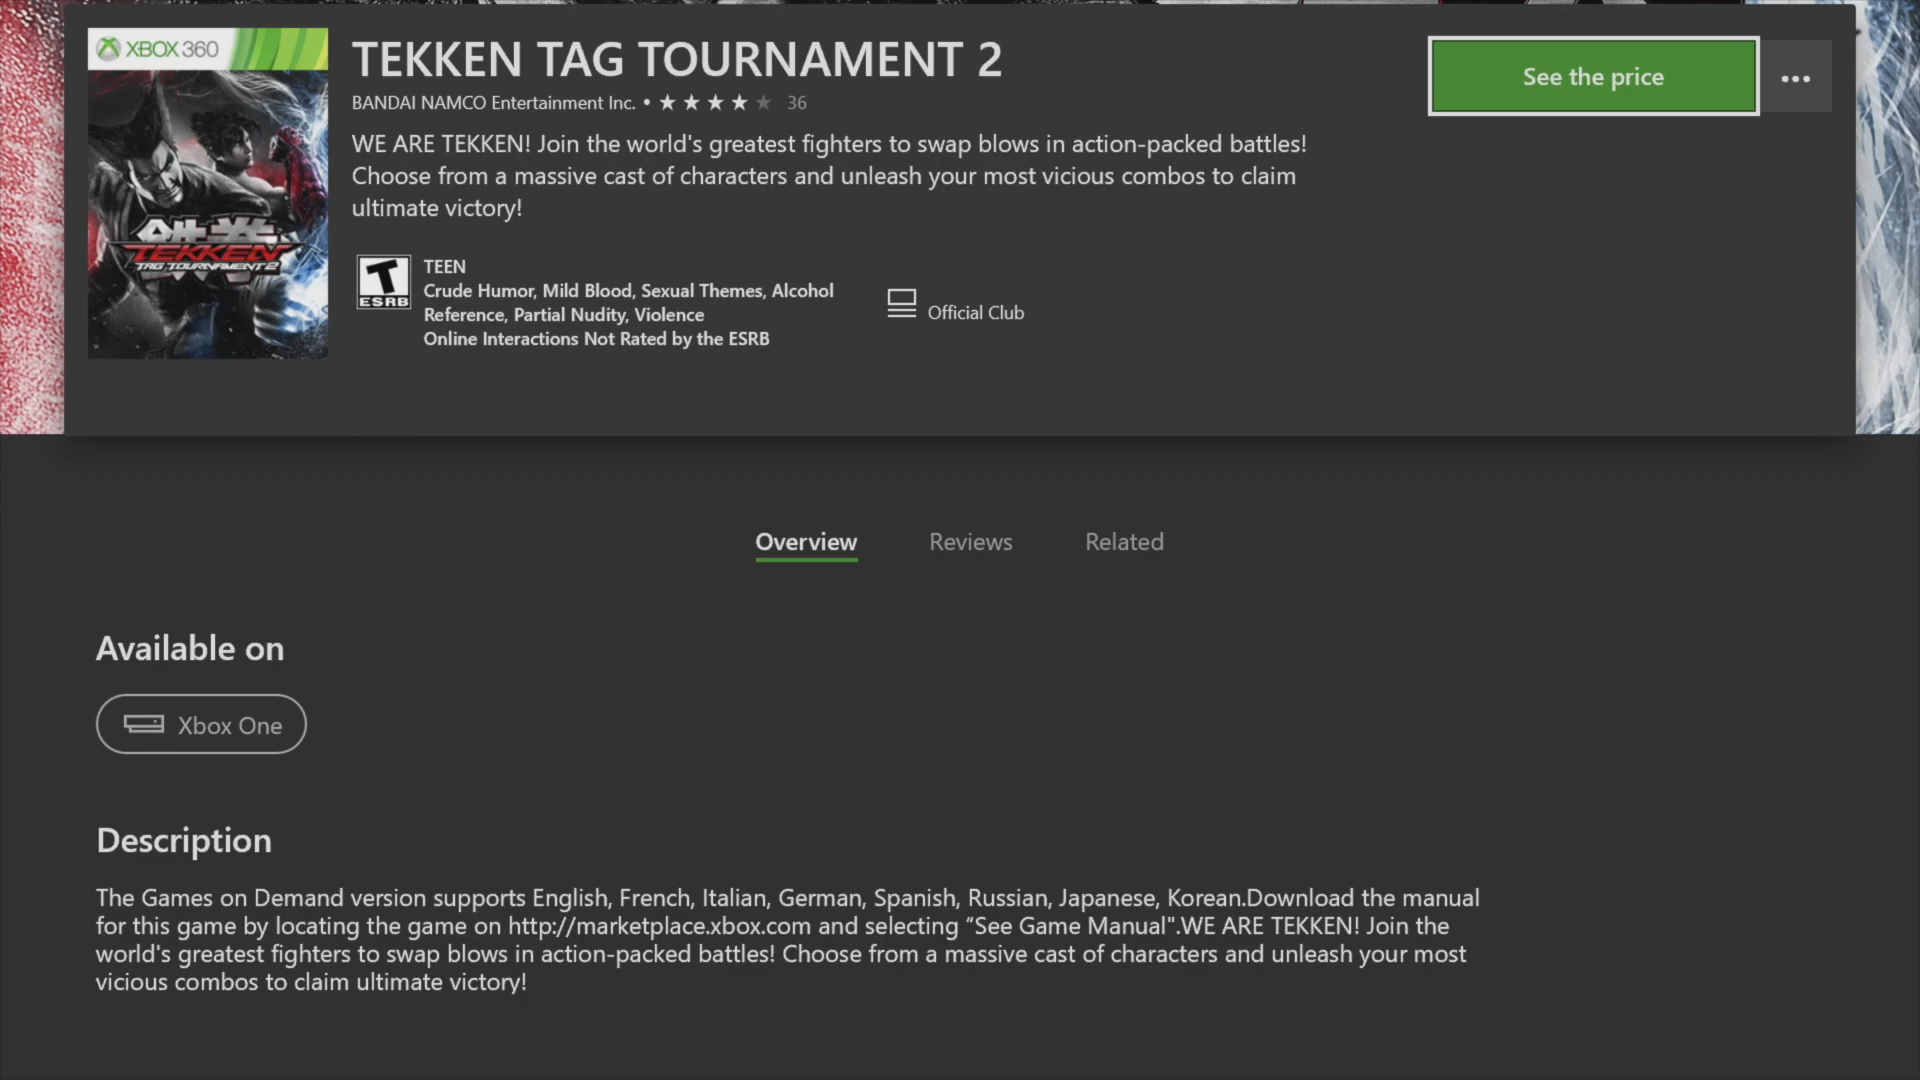 XBOX 360
TEKKEN TAG TOURNAMENT 2
BANDAI NAMCO Entertainment Inc. • ★ ★ ★ ★ ★ 36
WE ARE TEKKEN! Join the world's greatest fighters to swap blows in action-packed battles!
Choose from a massive cast of characters and unleash your most vicious combos to claim
ultimate victory!
See the price
鉄拳
TEKKEN
TAG TOURNAMENT 2
T
ESRB
TEEN
Crude Humor, Mild Blood, Sexual Themes, Alcohol
Reference, Partial Nudity, Violence
Online Interactions Not Rated by the ESRB
Official Club
Overview
Reviews
Related
Available on
Xbox One
Description
The Games on Demand version supports English, French, Italian, German, Spanish, Russian, Japanese, Korean.Download the manual
for this game by locating the game on http://marketplace.xbox.com and selecting “See Game Manual".WE ARE TEKKEN! Join the
world's greatest fighters to swap blows in action-packed battles! Choose from a massive cast of characters and unleash your most
vicious combos to claim ultimate victory!